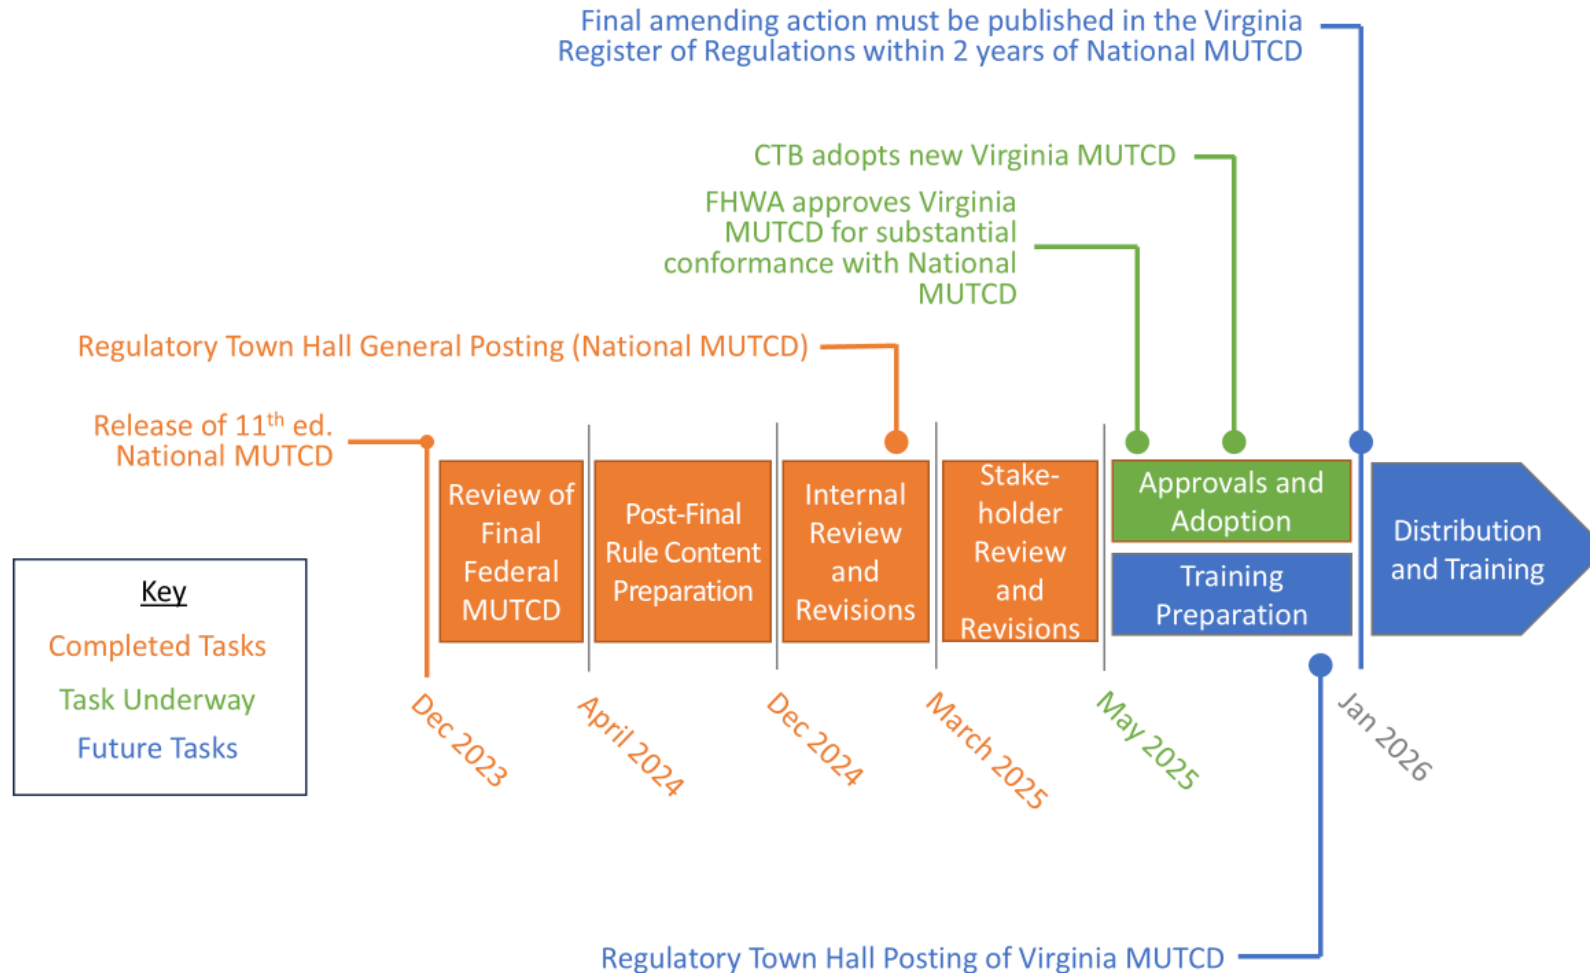 Final amending action must be published in the Virginia
Register of Regulations within 2 years of National MUTCD
CTB adopts new Virginia MUTCD
FHWA approves Virginia
MUTCD for substantial
conformance with National
MUTCD
Regulatory Town Hall General Posting (National MUTCD)
Release of 11th ed.
National MUTCD
Review of
Final
Federal
MUTCD
Post-Final
Rule Content
Preparation
Internal
Review
and
Revisions
Stake-
holder
Review
and
Revisions
Approvals and
Adoption
Training
Preparation
Distribution
and Training
Key
Completed Tasks
Task Underway
Future Tasks
Dec 2023
April 2024
Dec 2024
March 2025
May 2025
Jan 2026
Regulatory Town Hall Posting of Virginia MUTCD